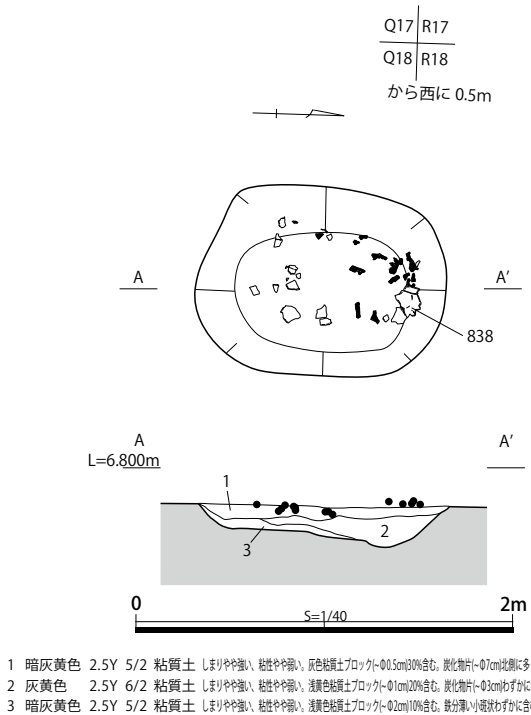 Q17 R17
Q18 R18
から西に 0.5m
A A′
838
A A′
L=6.800m
1
2
3
0 2m
S=1/40
1 暗灰黄色 2.5Y 5/2 粘質土 しまりやや強い、粘性やや弱い。灰色粘質土ブロック(~Φ0.5cm)30%含む。炭化物片(~Φ7cm)北側に多
2 灰黄色 2.5Y 6/2 粘質土 しまりやや強い、粘性やや弱い。浅黄色粘質土ブロック(~Φ1cm)20%含む。炭化物片(~Φ3cm)わずかに
3 暗灰黄色 2.5Y 5/2 粘質土 しまりやや強い、粘性やや弱い。浅黄色粘質土ブロック(~Φ2cm)10%含む。鉄分薄い小斑状わずかに含